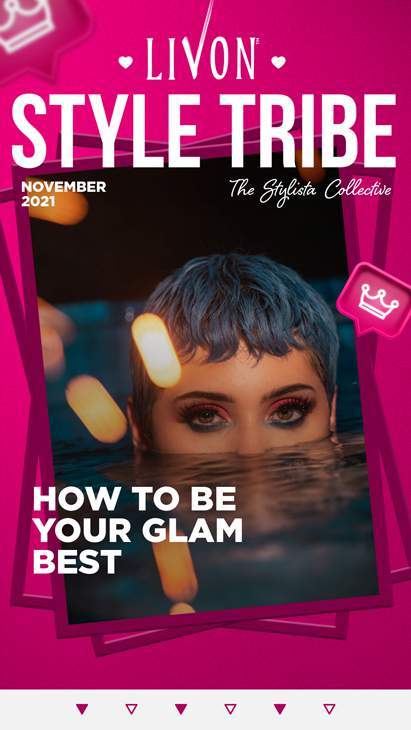 LIVON
STYLE TRIBE
NOVEMBER
2021
The Stylista Collective
HOW TO BE
YOUR GLAM
BEST